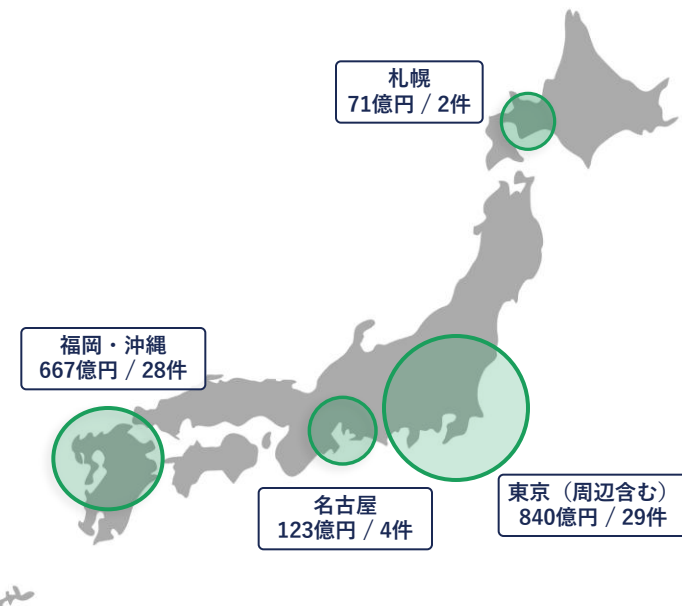 札幌
71億円 / 2件
福岡・沖縄
667億円 / 28件
名古屋
123億円 / 4件
東京（周辺含む）
840億円 / 29件